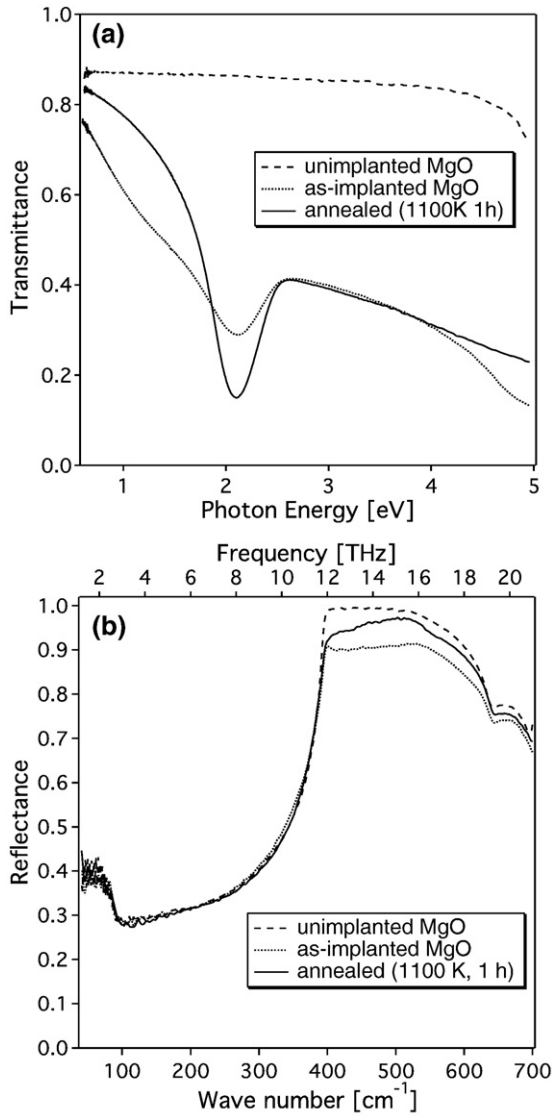 (a)
1.0
0.8
0.6
0.4
0.2
0.0
Transmittance
unimplanted MgO
as-implanted MgO
annealed (1100K 1h)
1 2 3 4 5
Photon Energy [eV]
Frequency [THz]
2 4 6 8 10 12 14 16 18 20
(b)
1.0
0.9
0.8
0.7
0.6
0.5
0.4
0.3
0.2
0.1
0.0
Reflectance
unimplanted MgO
as-implanted MgO
annealed (1100 K, 1 h)
100 200 300 400 500 600 700
Wave number [cm⁻¹]